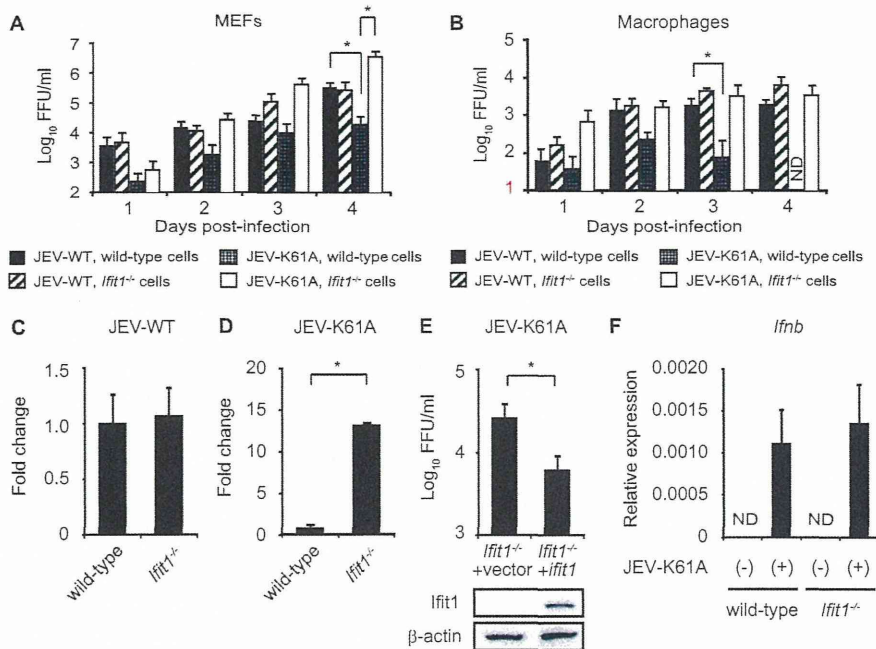 A
MEFs
*
*
7
6
5
4
3
2
Log10 FFU/ml
1 2 3 4
Days post-infection
JEV-WT, wild-type cells
JEV-K61A, wild-type cells
JEV-WT, Ifit1-/- cells
JEV-K61A, Ifit1-/- cells
B
Macrophages
*
5
4
3
2
1
Log10 FFU/ml
ND
1 2 3 4
Days post-infection
JEV-WT, wild-type cells
JEV-K61A, wild-type cells
JEV-WT, Ifit1-/- cells
JEV-K61A, Ifit1-/- cells
C
JEV-WT
1.5
1.0
0.5
0
Fold change
wild-type
Ifit1-/-
D
JEV-K61A
*
20
15
10
5
0
Fold change
wild-type
Ifit1-/-
E
JEV-K61A
*
5
4
3
Log10 FFU/ml
Ifit1-/- Ifit1-/-
+vector +Ifit1
Ifit1
β-actin
F
Ifnb
0.0020
0.0015
0.0010
0.0005
0
Relative expression
ND
ND
JEV-K61A (-) (+) (-) (+)
wild-type Ifit1-/-